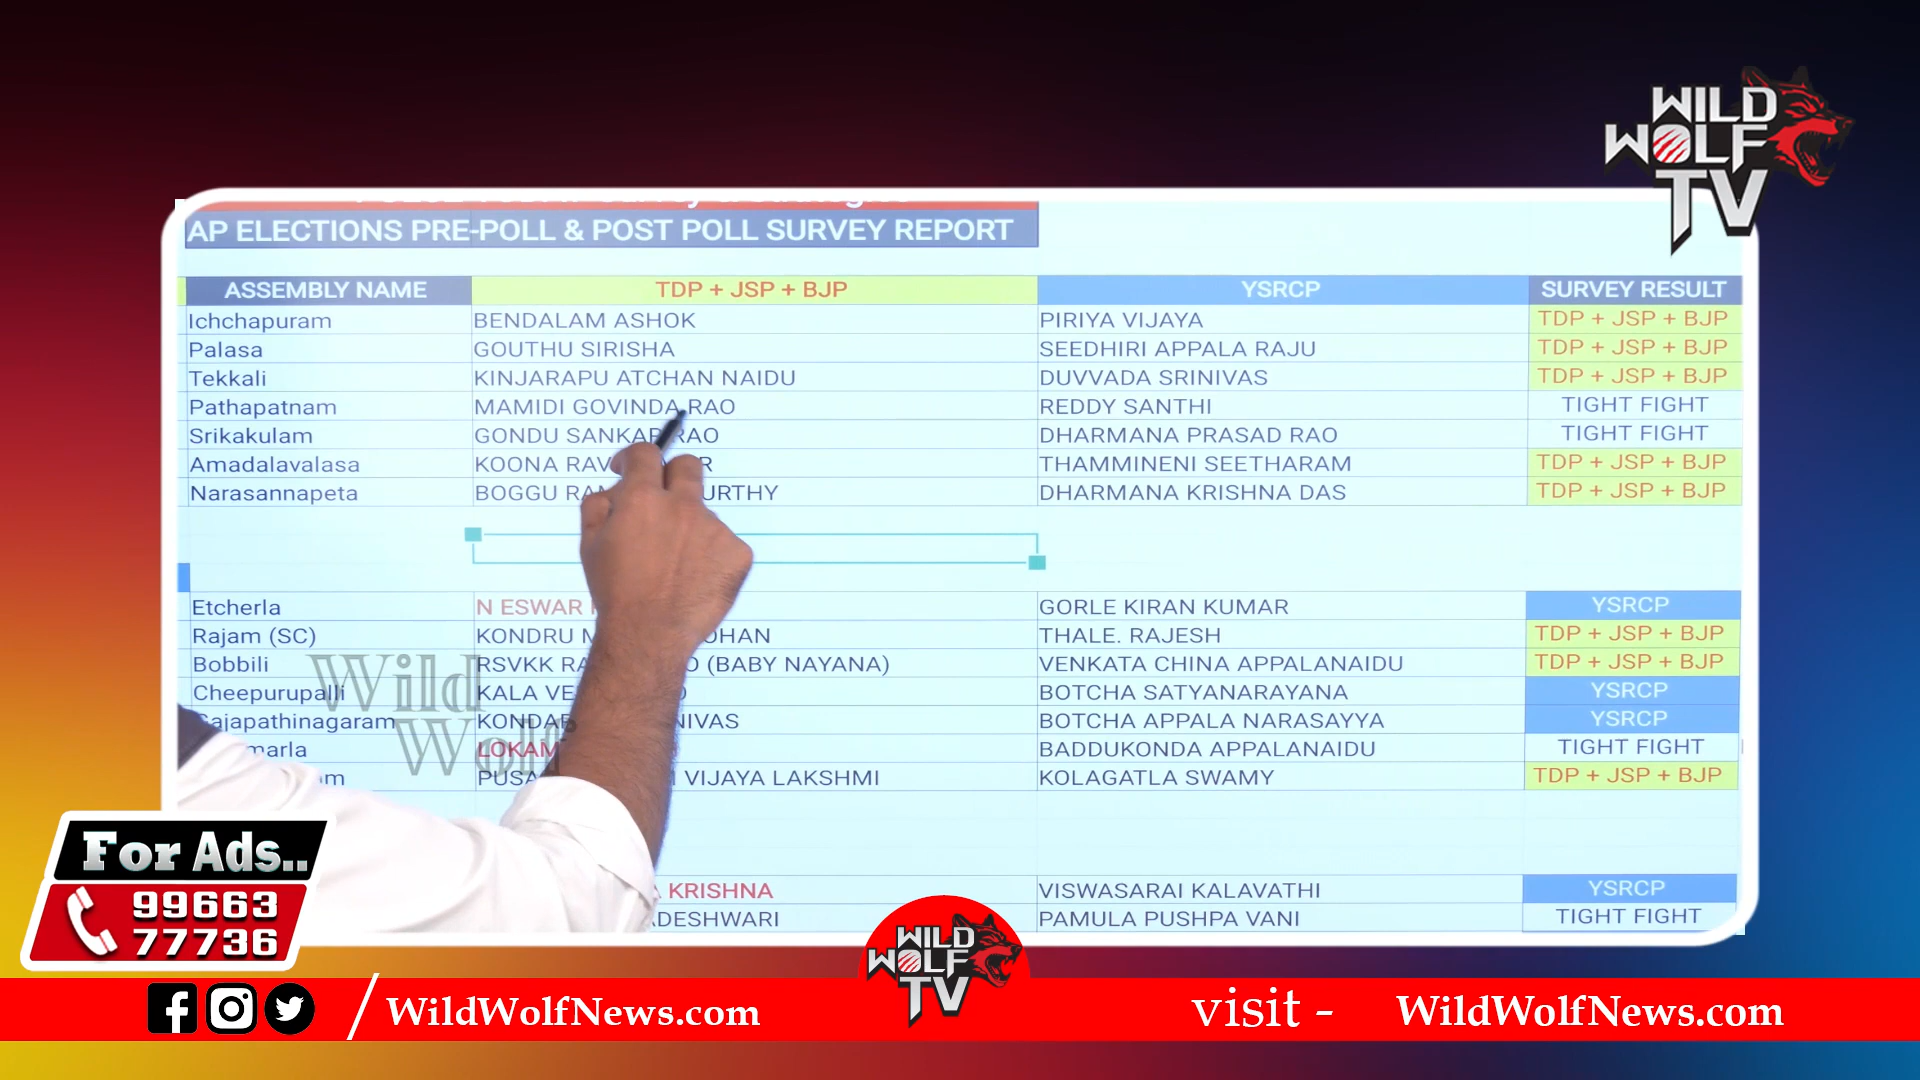 WILD
WOLF
TV
AP ELECTIONS PRE-POLL & POST POLL SURVEY REPORT
ASSEMBLY NAME TDP + JSP + BJP YSRCP SURVEY RESULT
Ichchapuram BENDALAM ASHOK PIRIYA VIJAYA TDP + JSP + BJP
Palasa GOUTHU SIRISHA SEEDHIRI APPALA RAJU TDP + JSP + BJP
Tekkali KINJARAPU ATCHAN NAIDU DUVVADA SRINIVAS TDP + JSP + BJP
Pathapatnam MAMIDI GOVINDA RAO REDDY SANTHI TIGHT FIGHT
Srikakulam GONDU SANKAR RAO DHARMANA PRASAD RAO TIGHT FIGHT
Amadalavalasa KOONA THAMMINENI SEETHARAM TDP + JSP + BJP
Narasannapeta BOGGU DHARMANA KRISHNA DAS TDP + JSP + BJP
Etcherla N ESWAR GORLE KIRAN KUMAR YSRCP
Rajam (SC) KONDRU THALE. RAJESH TDP + JSP + BJP
Bobbili RSVKK (BABY NAYANA) VENKATA CHINA APPALANAIDU TDP + JSP + BJP
Cheepurupalli KALA BOTCHA SATYANARAYANA YSRCP
Gajapathinagaram BOTCHA APPALA NARASAYYA YSRCP
BADDUKONDA APPALANAIDU TIGHT FIGHT
VIJAYA LAKSHMI KOLAGATLA SWAMY TDP + JSP + BJP
Wild
Wolf
KRISHNA VISWASARAI KALAVATHI YSRCP
PAMULA PUSHPA VANI TIGHT FIGHT
For Ads..
99663
77736
WILD
WOLF
TV
WildWolfNews.com visit - WildWolfNews.com